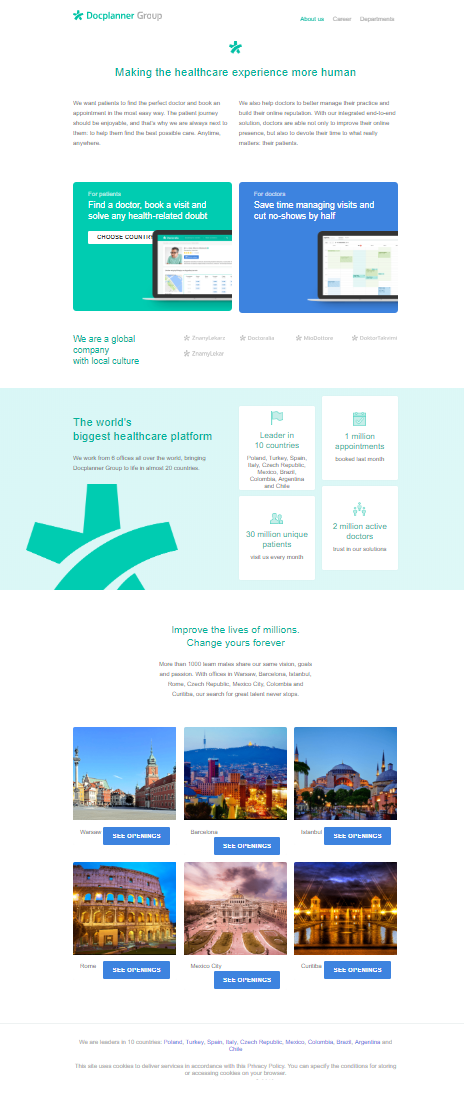 Docplanner Group
About us Career Departments
Making the healthcare experience more human
We want patients to find the perfect doctor and book an
appointment in the most easy way. The patient journey
should be enjoyable, and that's why we are always next to
them: to help them find the best possible care. Anytime,
anywhere.
We also help doctors to better manage their practice and
build their online reputation. With our integrated end-to-end
solution, doctors are able not only to improve their online
presence, but also to devote their time to what really
matters: their patients.
For patients
Find a doctor, book a visit and
solve any health-related doubt
CHOOSE COUNTRY
For doctors
Save time managing visits and
cut no-shows by half
We are a global
company
with local culture
ZnanyLekarz Doctoralia MioDottore DoktorTakvimi
ZnamyLekar
The world's
biggest healthcare platform
We work from 6 offices all over the world, bringing
Docplanner Group to life in almost 20 countries.
Leader in
10 countries
Poland, Turkey, Spain,
Italy, Czech Republic,
Mexico, Brazil,
Colombia, Argentina
and Chile
1 million
appointments
booked last month
30 million unique
patients
visit us every month
2 million active
doctors
trust in our solutions
Improve the lives of millions.
Change yours forever
More than 1000 team mates share our same vision, goals
and passion. With offices in Warsaw, Barcelona, Istanbul,
Rome, Czech Republic, Mexico City, Colombia and
Curitiba, our search for great talent never stops.
Warsaw
SEE OPENINGS
Barcelona
SEE OPENINGS
Istanbul
SEE OPENINGS
Rome
SEE OPENINGS
Mexico City
SEE OPENINGS
Curitiba
SEE OPENINGS
We are leaders in 10 countries: Poland, Turkey, Spain, Italy, Czech Republic, Mexico, Colombia, Brazil, Argentina and
Chile
This site uses cookies to deliver services in accordance with this Privacy Policy. You can specify the conditions for storing
or accessing cookies on your browser.